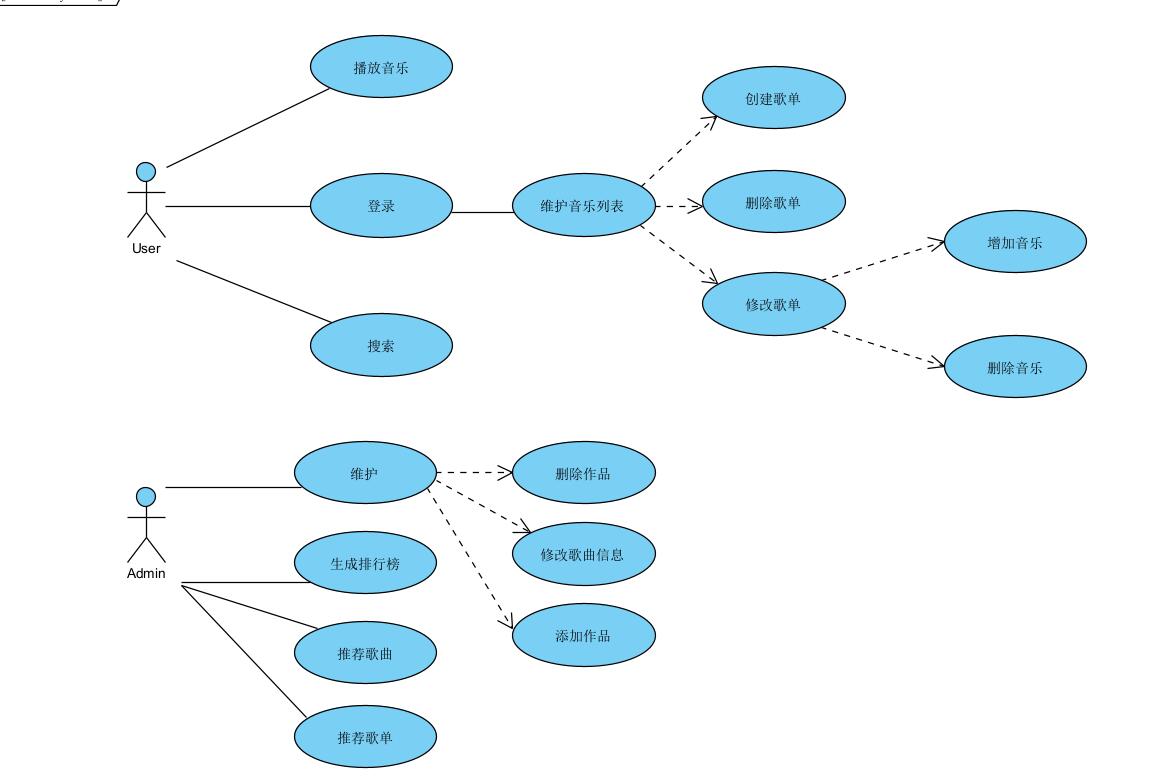 播放音乐
创建歌单
User
登录
维护音乐列表
删除歌单
增加音乐
修改歌单
搜索
删除音乐
维护
删除作品
Admin
生成排行榜
修改歌曲信息
推荐歌曲
添加作品
推荐歌单